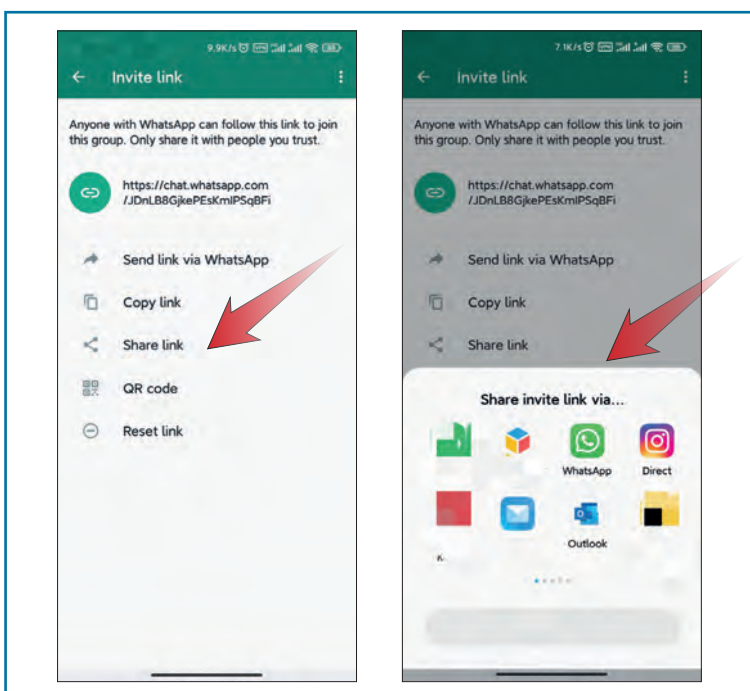 9.9K/s
Invite link
Anyone with WhatsApp can follow this link to join
this group. Only share it with people you trust.
https://chat.whatsapp.com
/JDnLB8GjkePEsKmIPSqBFi
Send link via WhatsApp
Copy link
Share link
QR code
Reset link
7.1K/s
Invite link
Anyone with WhatsApp can follow this link to join
this group. Only share it with people you trust.
https://chat.whatsapp.com
/JDnLB8GjkePEsKmIPSqBFi
Send link via WhatsApp
Copy link
Share link
Share invite link via...
WhatsApp
Direct
Outlook
K